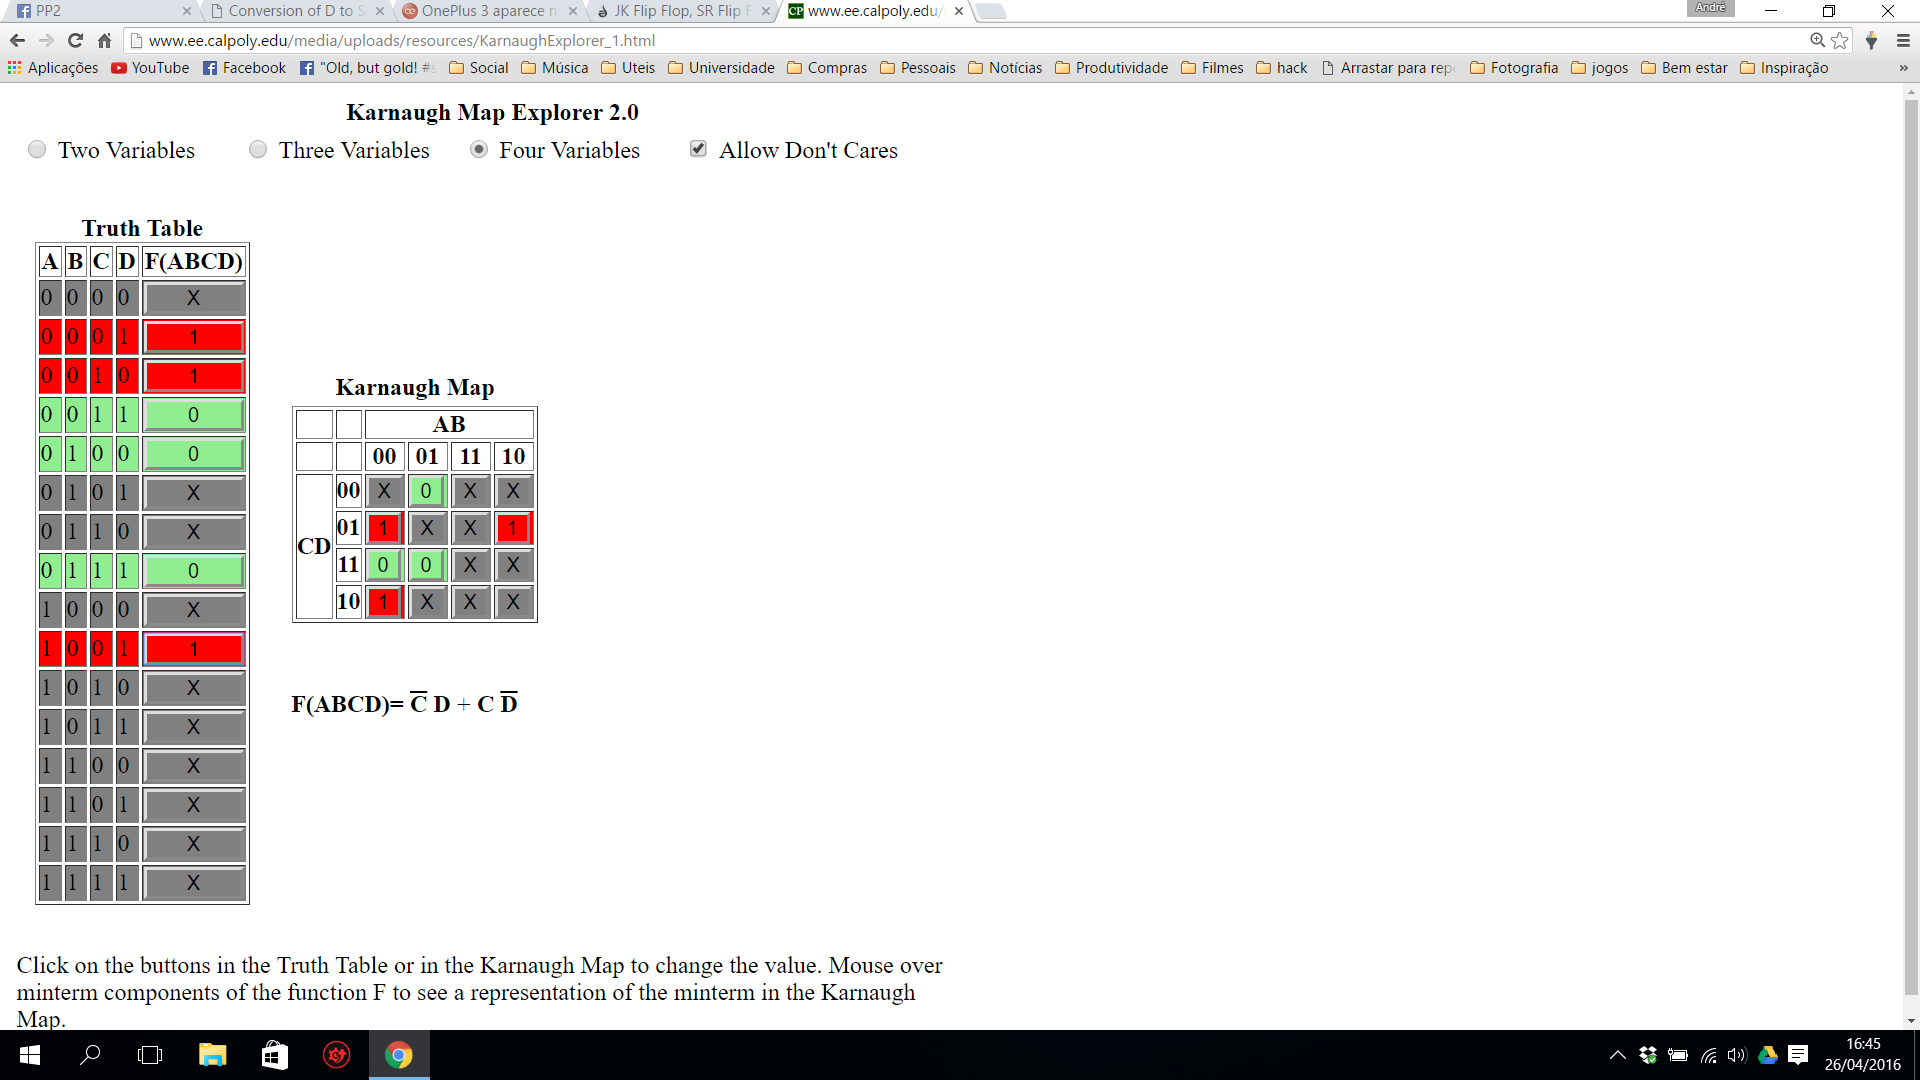 PP2
Conversion of D to S
OnePlus 3 aparece n
JK Flip Flop, SR Flip F
www.ee.calpoly.edu/
André
www.ee.calpoly.edu/media/uploads/resources/KarnaughExplorer_1.html
Aplicações YouTube Facebook "Old, but gold! #s Social Música Uteis Universidade Compras Pessoais Notícias Produtividade Filmes hack Arrastar para repo Fotografia jogos Bem estar Inspiração »
Karnaugh Map Explorer 2.0
Two Variables Three Variables Four Variables Allow Don't Cares
Truth Table
A B C D F(ABCD)
0 0 0 0 X
0 0 0 1 1
0 0 1 0 1
0 0 1 1 0
0 1 0 0 0
0 1 0 1 X
0 1 1 0 X
0 1 1 1 0
1 0 0 0 X
1 0 0 1 1
1 0 1 0 X
1 0 1 1 X
1 1 0 0 X
1 1 0 1 X
1 1 1 0 X
1 1 1 1 X
Karnaugh Map
AB
00 01 11 10
CD
00 X 0 X X
01 1 X X 1
11 0 0 X X
10 1 X X X
F(ABCD)= C̅ D + C D̅
Click on the buttons in the Truth Table or in the Karnaugh Map to change the value. Mouse over
minterm components of the function F to see a representation of the minterm in the Karnaugh
Map.
16:45
26/04/2016